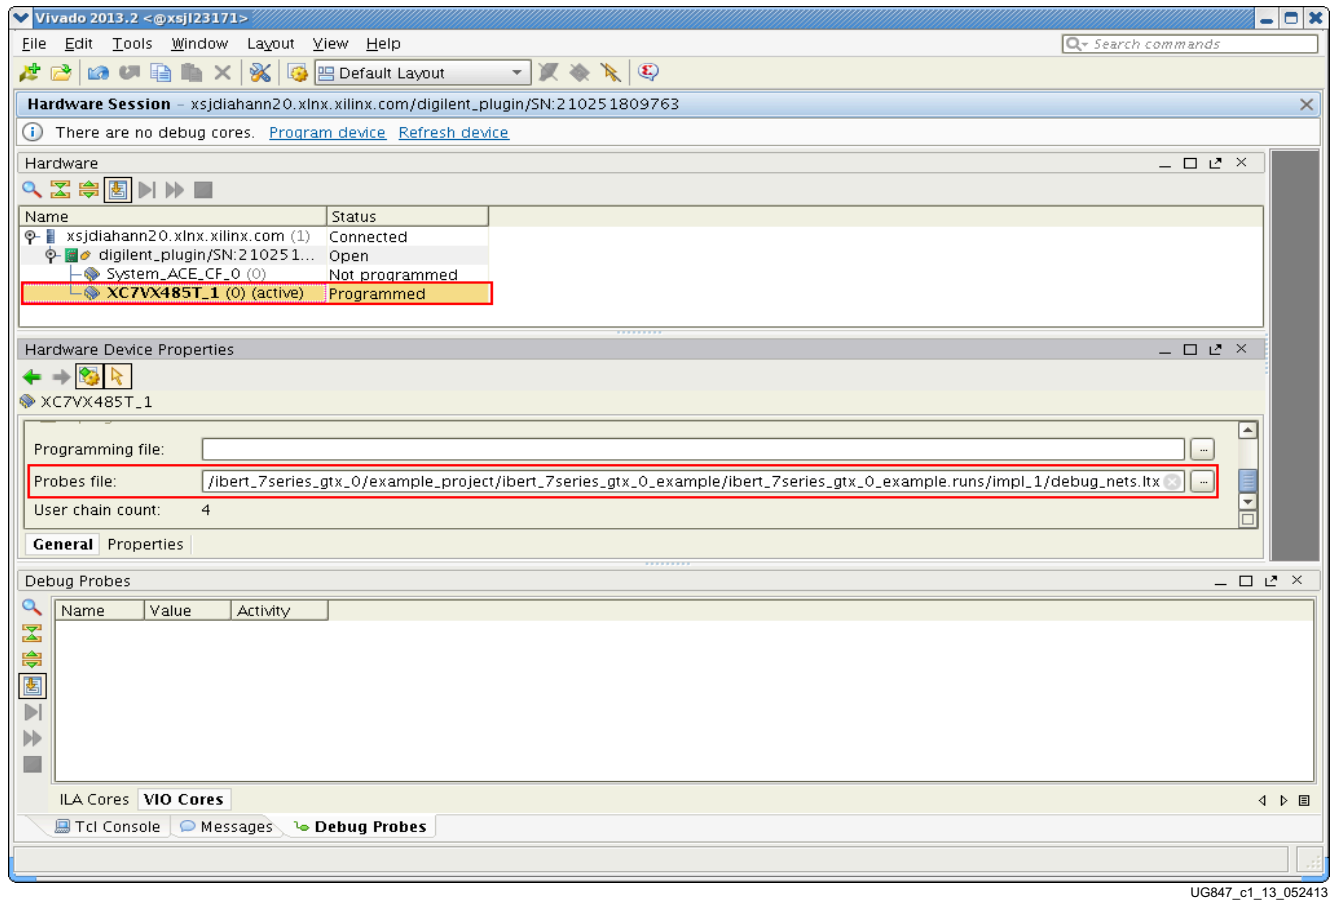 Vivado 2013.2 <@xsjl23171>
File Edit Tools Window Layout View Help
Search commands
Default Layout
Hardware Session - xsjdiahann20.xlnx.xilinx.com/digilent_plugin/SN:210251809763
There are no debug cores. Program device Refresh device
Hardware
Name Status
xsjdiahann20.xlnx.xilinx.com (1) Connected
digilent_plugin/SN:210251... Open
System_ACE_CF_0 (0) Not programmed
XC7VX485T_1 (0) (active) Programmed
Hardware Device Properties
XC7VX485T_1
Programming file: ...
Probes file: /ibert_7series_gtx_0/example_project/ibert_7series_gtx_0_example/ibert_7series_gtx_0_example.runs/impl_1/debug_nets.ltx ...
User chain count: 4
General Properties
Debug Probes
Name Value Activity
ILA Cores VIO Cores
Tcl Console Messages Debug Probes
UG847_c1_13_052413